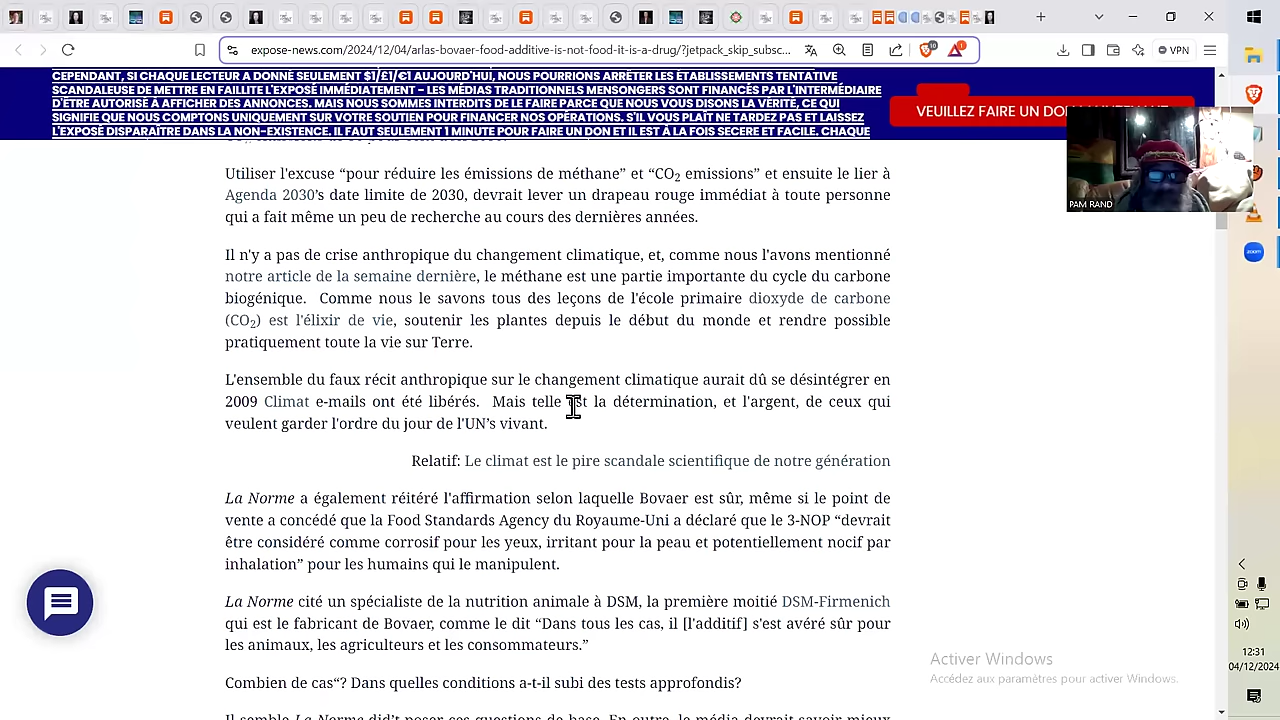 expose-news.com/2024/12/04/arlas-bovaer-food-additive-is-not-food-it-is-a-drug/?jetpack_skip_subsc...
VPN
CEPENDANT, SI CHAQUE LECTEUR A DONNÉ SEULEMENT $1/£1/€1 AUJOURD'HUI, NOUS POURRIONS ARRÊTER LES ÉTABLISSEMENTS TENTATIVE
SCANDALEUSE DE METTRE EN FAILLITE L'EXPOSÉ IMMÉDIATEMENT – LES MÉDIAS TRADITIONNELS MENSONGERS SONT FINANCÉS PAR L'INTERMÉDIAIRE
D'ÊTRE AUTORISÉ À AFFICHER DES ANNONCES. MAIS NOUS SOMMES INTERDITS DE LE FAIRE PARCE QUE NOUS VOUS DISONS LA VÉRITÉ, CE QUI
SIGNIFIE QUE NOUS COMPTONS UNIQUEMENT SUR VOTRE SOUTIEN POUR FINANCER NOS OPÉRATIONS. S'IL VOUS PLAÎT NE TARDEZ PAS ET LAISSEZ
L'EXPOSÉ DISPARAÎTRE DANS LA NON-EXISTENCE. IL FAUT SEULEMENT 1 MINUTE POUR FAIRE UN DON ET IL EST À LA FOIS SECERE ET FACILE. CHAQUE
VEUILLEZ FAIRE UN DON
PAM RAND
Utiliser l'excuse “pour réduire les émissions de méthane” et “CO2 emissions” et ensuite le lier à
Agenda 2030’s date limite de 2030, devrait lever un drapeau rouge immédiat à toute personne
qui a fait même un peu de recherche au cours des dernières années.
Il n'y a pas de crise anthropique du changement climatique, et, comme nous l'avons mentionné
notre article de la semaine dernière, le méthane est une partie importante du cycle du carbone
biogénique. Comme nous le savons tous des leçons de l'école primaire dioxyde de carbone
(CO2) est l'élixir de vie, soutenir les plantes depuis le début du monde et rendre possible
pratiquement toute la vie sur Terre.
L'ensemble du faux récit anthropique sur le changement climatique aurait dû se désintégrer en
2009 Climat e-mails ont été libérés. Mais telle est la détermination, et l'argent, de ceux qui
veulent garder l'ordre du jour de l'UN’s vivant.
Relatif: Le climat est le pire scandale scientifique de notre génération
La Norme a également réitéré l'affirmation selon laquelle Bovaer est sûr, même si le point de
vente a concédé que la Food Standards Agency du Royaume-Uni a déclaré que le 3-NOP “devrait
être considéré comme corrosif pour les yeux, irritant pour la peau et potentiellement nocif par
inhalation” pour les humains qui le manipulent.
La Norme cité un spécialiste de la nutrition animale à DSM, la première moitié DSM-Firmenich
qui est le fabricant de Bovaer, comme le dit “Dans tous les cas, il [l'additif] s'est avéré sûr pour
les animaux, les agriculteurs et les consommateurs.”
Combien de cas“? Dans quelles conditions a-t-il subi des tests approfondis?
Il semble La Norme did’t poser ces questions de base. En outre, le média devrait savoir mieux
Activer Windows
Accédez aux paramètres pour activer Windows.
zoom
12:31
04/12/2024